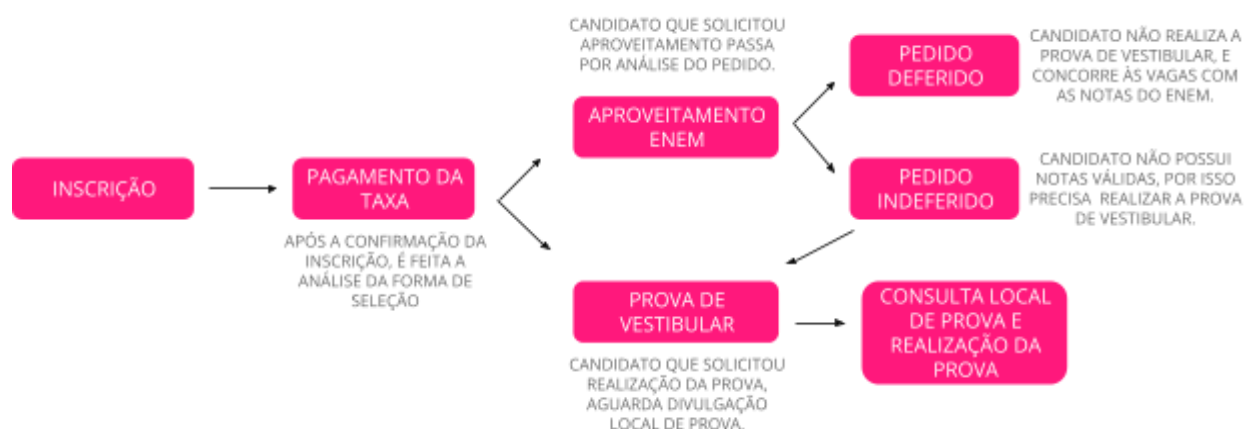 INSCRIÇÃO
PAGAMENTO DA
TAXA
APÓS A CONFIRMAÇÃO DA
INSCRIÇÃO, É FEITA A
ANÁLISE DA FORMA DE
SELEÇÃO
CANDIDATO QUE SOLICITOU
APROVEITAMENTO PASSA
POR ANÁLISE DO PEDIDO.
APROVEITAMENTO
ENEM
PEDIDO
DEFERIDO
CANDIDATO NÃO REALIZA A
PROVA DE VESTIBULAR, E
CONCORRE ÀS VAGAS COM
AS NOTAS DO ENEM.
PEDIDO
INDEFERIDO
CANDIDATO NÃO POSSUI
NOTAS VÁLIDAS, POR ISSO
PRECISA REALIZAR A PROVA
DE VESTIBULAR.
PROVA DE
VESTIBULAR
CANDIDATO QUE SOLICITOU
REALIZAÇÃO DA PROVA,
AGUARDA DIVULGAÇÃO
LOCAL DE PROVA.
CONSULTA LOCAL
DE PROVA E
REALIZAÇÃO DA
PROVA